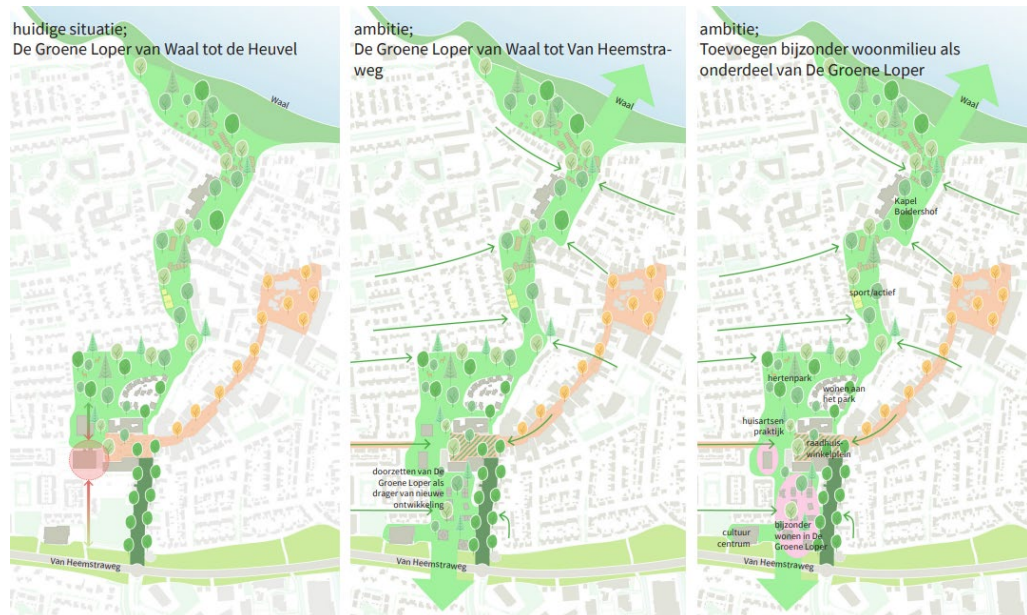 huidige situatie;
De Groene Loper van Waal tot de Heuvel
Waal
Van Heemstraweg
ambitie;
De Groene Loper van Waal tot Van Heemstra-
weg
Waal
doorzetten van De
Groene Loper als
drager van nieuwe
ontwikkeling
Van Heemstraweg
ambitie;
Toevoegen bijzonder woonmilieu als
onderdeel van De Groene Loper
Waal
Kapel
Boldershof
sport/actief
hertenpark
wonen aan
het park
huisartsen
praktijk
raadhuis-
winkelplein
cultuur
centrum
bijzonder
wonen in De
Groene Loper
Van Heemstraweg